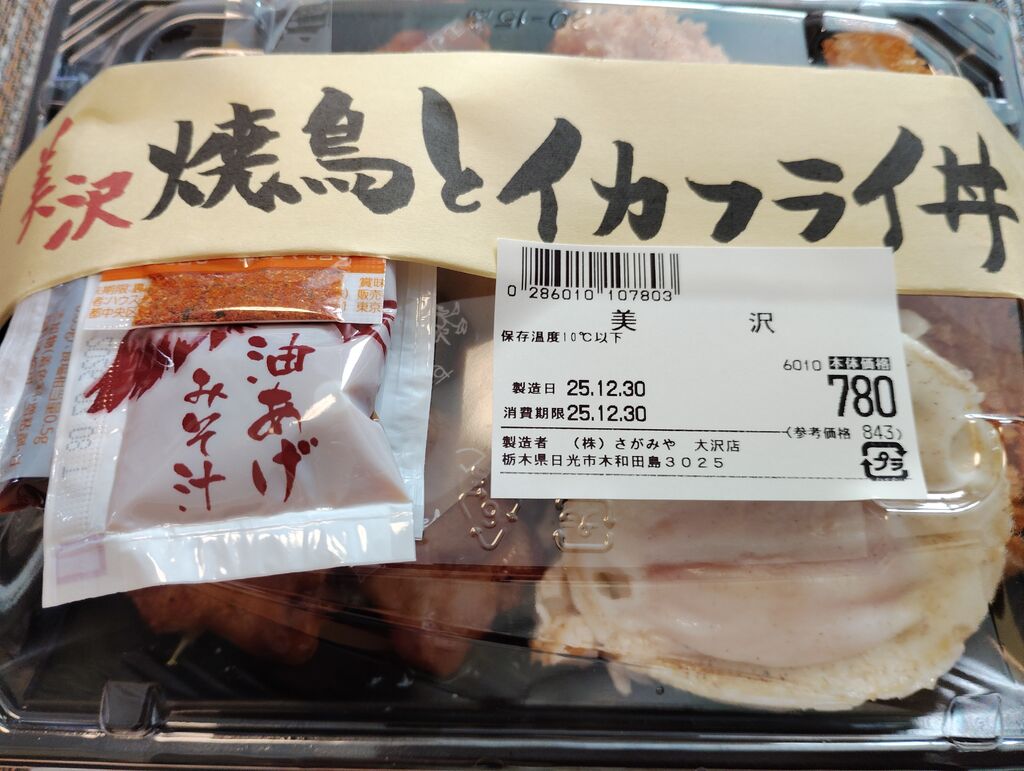 美沢 焼鳥とイカフライ丼
油あげ
みそ汁
0 286010 107803
美 沢
保存温度10℃以下
6010 本体価格
780
製造日 25.12.30
消費期限 25.12.30
(参考価格 843)
製造者 (株)さがみや 大沢店
栃木県日光市木和田島3025
プラ